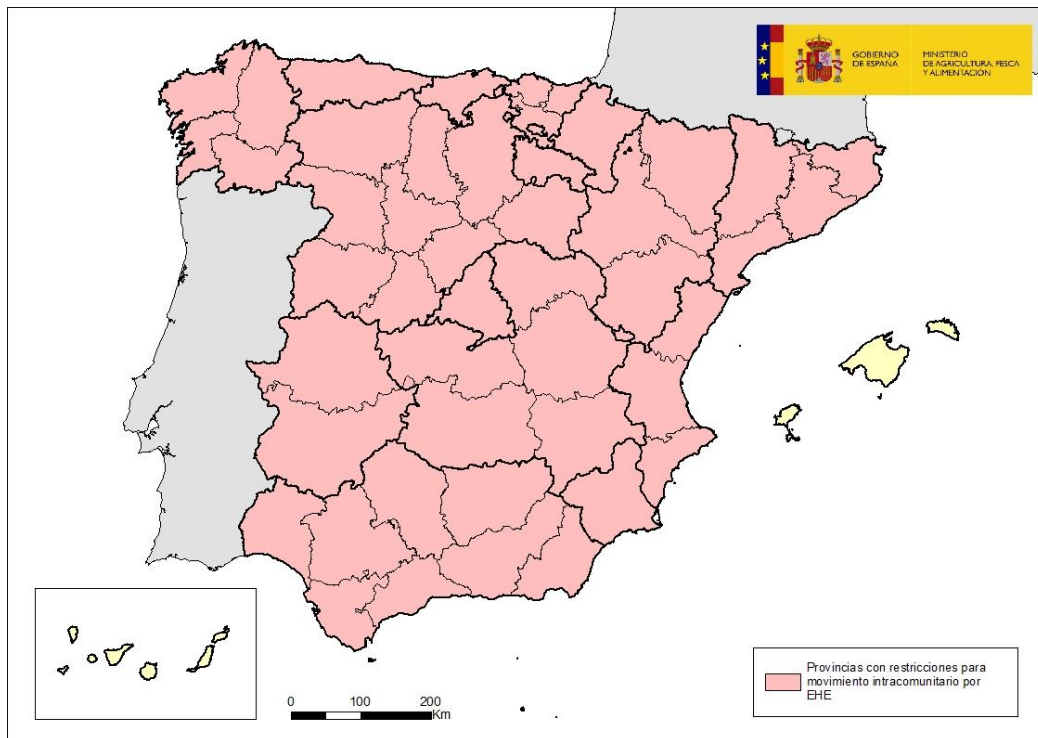 GOBIERNO
DE ESPAÑA
MINISTERIO
DE AGRICULTURA, PESCA
Y ALIMENTACIÓN
0 100 200
Km
Provincias con restricciones para
movimiento intracomunitario por
EHE